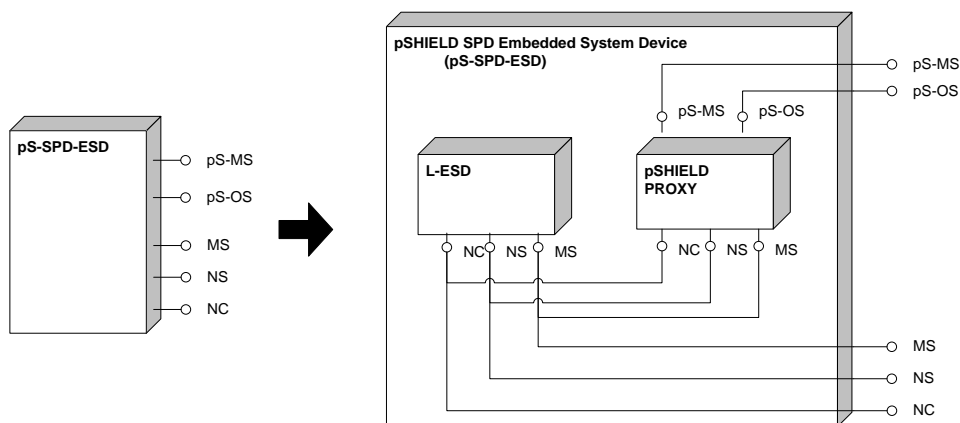 pS-SPD-ESD
pS-MS
pS-OS
MS
NS
NC
pSHIELD SPD Embedded System Device
(pS-SPD-ESD)
pS-MS
pS-OS
pS-MS
pS-OS
L-ESD
pSHIELD
PROXY
NC
NS
MS
NC
NS
MS
MS
NS
NC